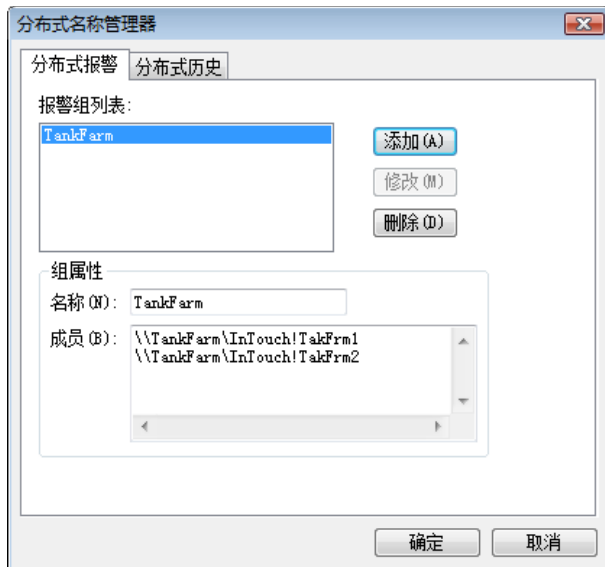 分布式名称管理器
分布式报警 分布式历史
报警组列表:
TankFarm
添加(A)
修改(M)
删除(D)
组属性
名称(N): TankFarm
成员(B): \\TankFarm\InTouch!TakFrm1
\\TankFarm\InTouch!TakFrm2
确定 取消